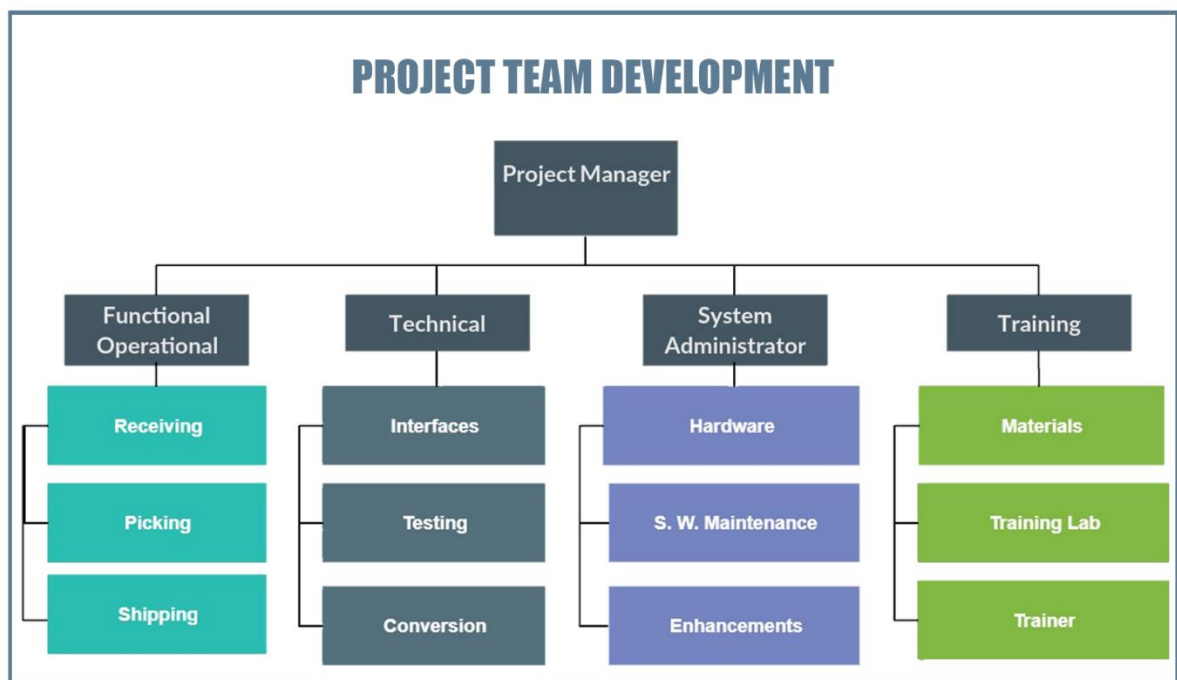 PROJECT TEAM DEVELOPMENT
Project Manager
Functional
Operational
Technical
System
Administrator
Training
Receiving
Interfaces
Hardware
Materials
Picking
Testing
S. W. Maintenance
Training Lab
Shipping
Conversion
Enhancements
Trainer